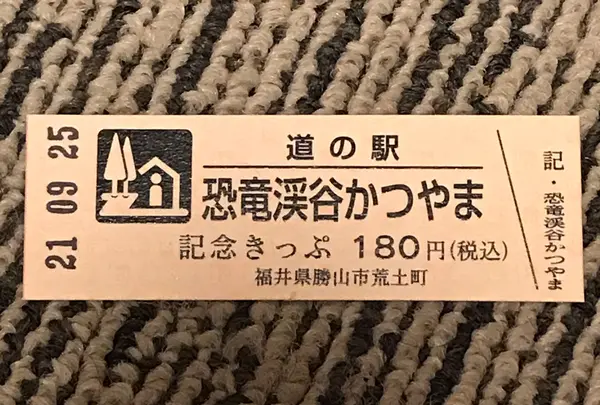 21 09 25
道の駅
恐竜渓谷かつやま
記念きっぷ 180円(税込)
福井県勝山市荒土町
記・恐竜渓谷かつやま